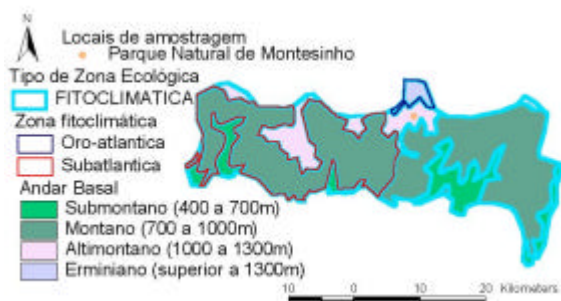 N
Locais de amostragem
Parque Natural de Montesinho
Tipo de Zona Ecológica
FITOCLIMATICA
Zona fitoclimática
Oro-atlantica
Subatlantica
Andar Basal
Submontano (400 a 700m)
Montano (700 a 1000m)
Altimontano (1000 a 1300m)
Erminiano (superior a 1300m)
10 0 10 20 Kilometers